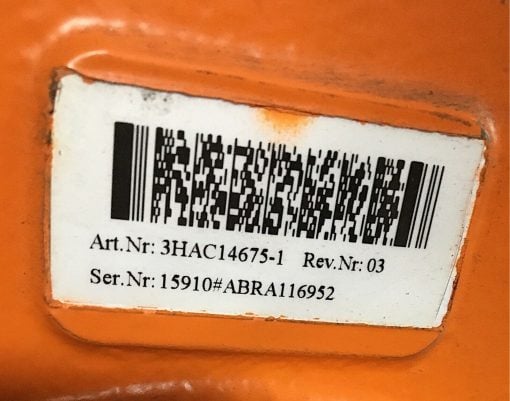 Art.Nr: 3HAC14675-1 Rev.Nr: 03
Ser.Nr: 15910#ABRA116952